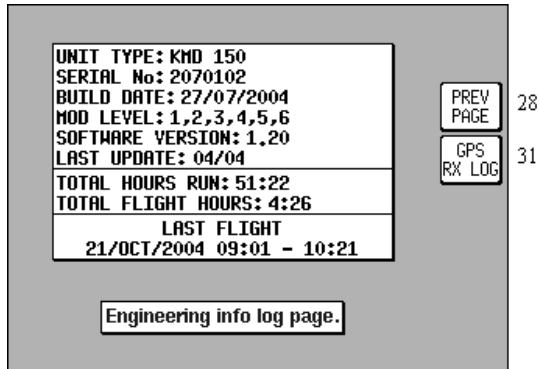 UNIT TYPE: KMD 150
SERIAL No: 2070102
BUILD DATE: 27/07/2004
MOD LEVEL: 1,2,3,4,5,6
SOFTWARE VERSION: 1.20
LAST UPDATE: 04/04
TOTAL HOURS RUN: 51:22
TOTAL FLIGHT HOURS: 4:26
LAST FLIGHT
21/OCT/2004 09:01 - 10:21
PREV
PAGE
28
GPS
RX LOG
31
Engineering info log page.